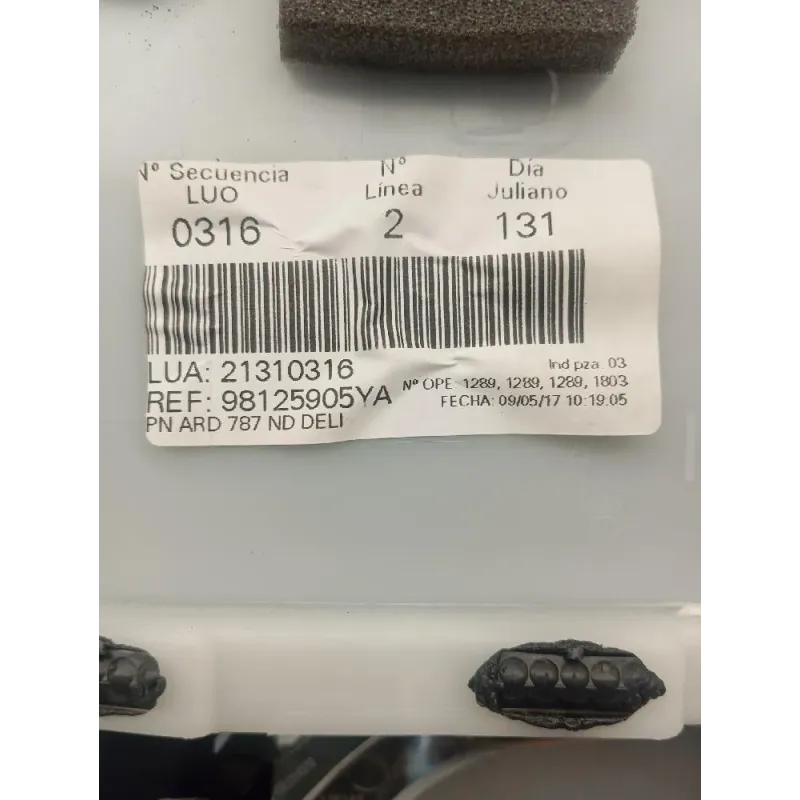 Nº Secuencia
LUO
0316
Nº
Línea
2
Día
Juliano
131
LUA: 21310316
REF: 98125905YA
PN ARD 787 ND DELI
Ind pza. 03
Nº OPE 1289, 1289, 1289, 1803
FECHA: 09/05/17 10:19:05